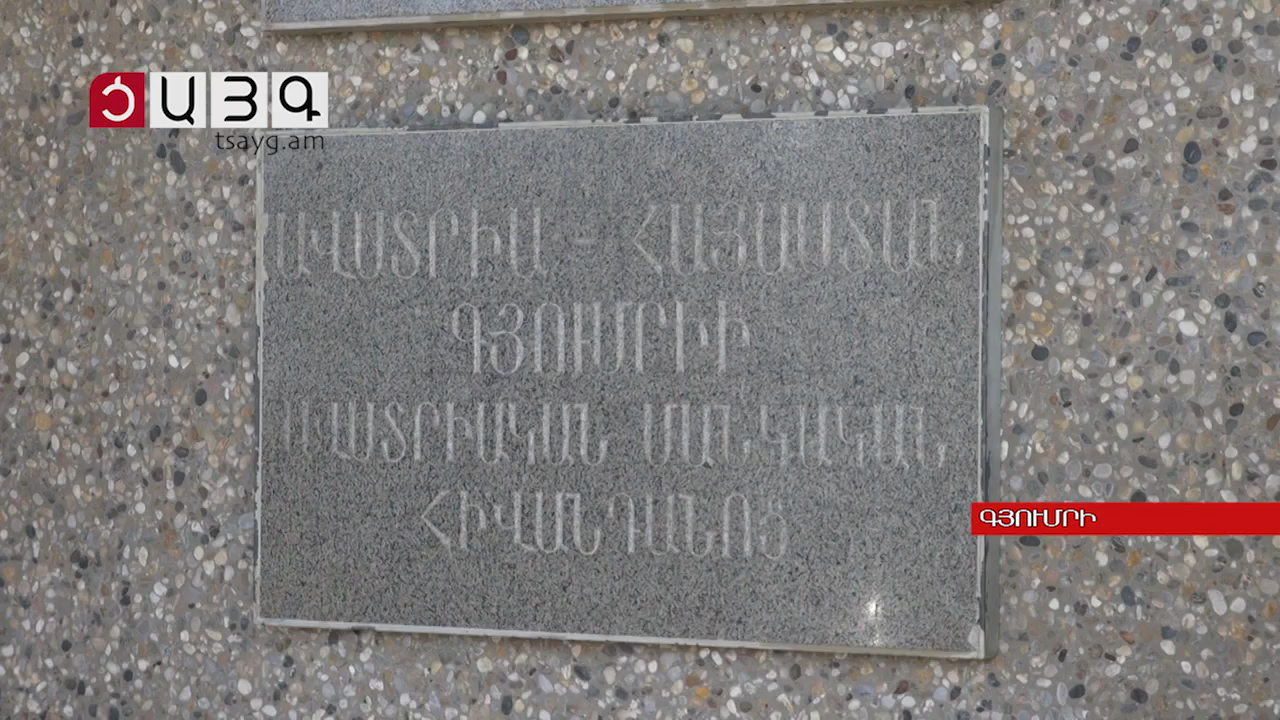 ՑԱՅԳ
tsayg.am
ԱՎՍՏՐԻԱ - ՀԱՅԱՍՏԱՆ
ԳՅՈՒՄՐԻԻ
ԱՎՍՏՐԻԱԿԱՆ ՄԱՆԿԱԿԱՆ
ՀԻՎԱՆԴԱՆՈՑ
ԳՅՈՒՄՐԻ